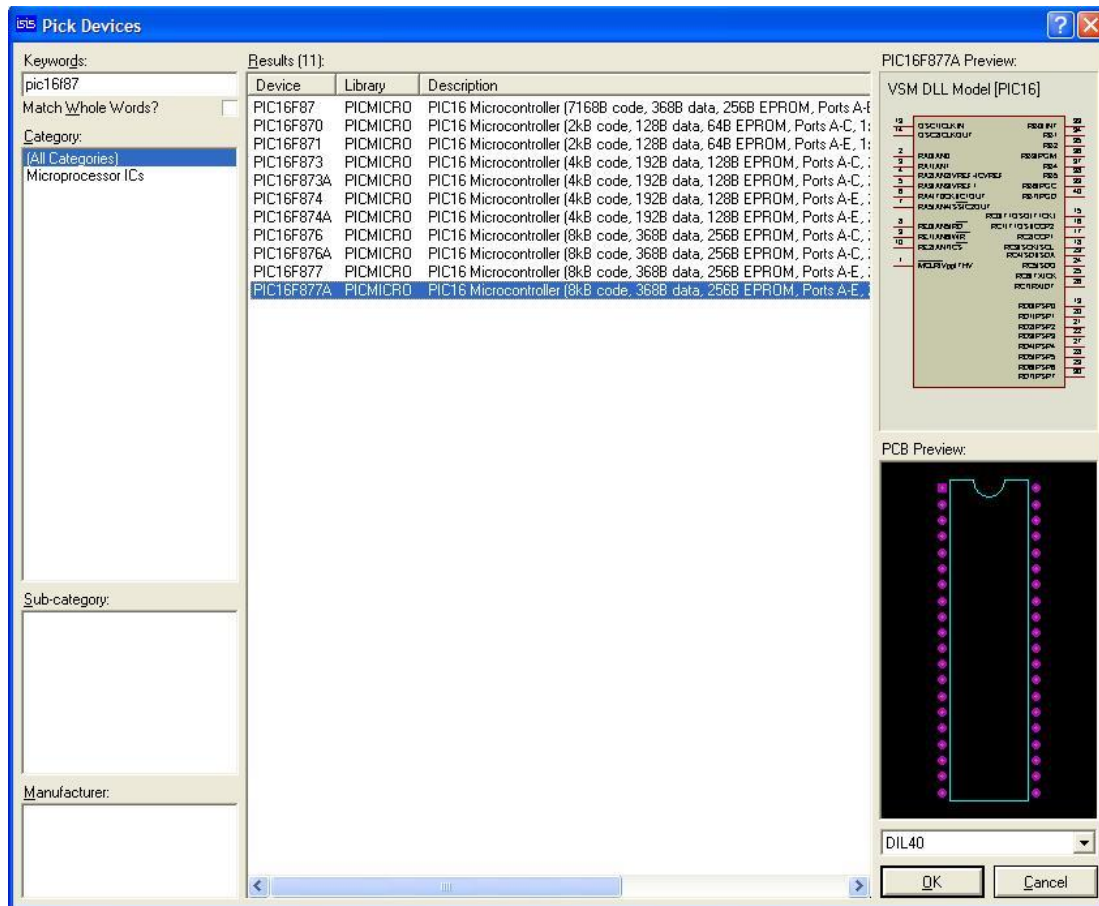 isis Pick Devices
Keywords:
pic16f87
Match Whole Words?
Category:
(All Categories)
Microprocessor ICs
Sub-category:
Manufacturer:
Results (11):
Device Library Description
PIC16F87 PICMICRO PIC16 Microcontroller (7168B code, 368B data, 256B EPROM, Ports A-B
PIC16F870 PICMICRO PIC16 Microcontroller (2kB code, 128B data, 64B EPROM, Ports A-C, 1
PIC16F871 PICMICRO PIC16 Microcontroller (2kB code, 128B data, 64B EPROM, Ports A-E, 1
PIC16F873 PICMICRO PIC16 Microcontroller (4kB code, 192B data, 128B EPROM, Ports A-C,
PIC16F873A PICMICRO PIC16 Microcontroller (4kB code, 192B data, 128B EPROM, Ports A-C,
PIC16F874 PICMICRO PIC16 Microcontroller (4kB code, 192B data, 128B EPROM, Ports A-E,
PIC16F874A PICMICRO PIC16 Microcontroller (4kB code, 192B data, 128B EPROM, Ports A-E,
PIC16F876 PICMICRO PIC16 Microcontroller (8kB code, 368B data, 256B EPROM, Ports A-C,
PIC16F876A PICMICRO PIC16 Microcontroller (8kB code, 368B data, 256B EPROM, Ports A-C,
PIC16F877 PICMICRO PIC16 Microcontroller (8kB code, 368B data, 256B EPROM, Ports A-E,
PIC16F877A PICMICRO PIC16 Microcontroller (8kB code, 368B data, 256B EPROM, Ports A-E,
PIC16F877A Preview:
VSM DLL Model [PIC16]
PCB Preview:
DIL40
OK Cancel